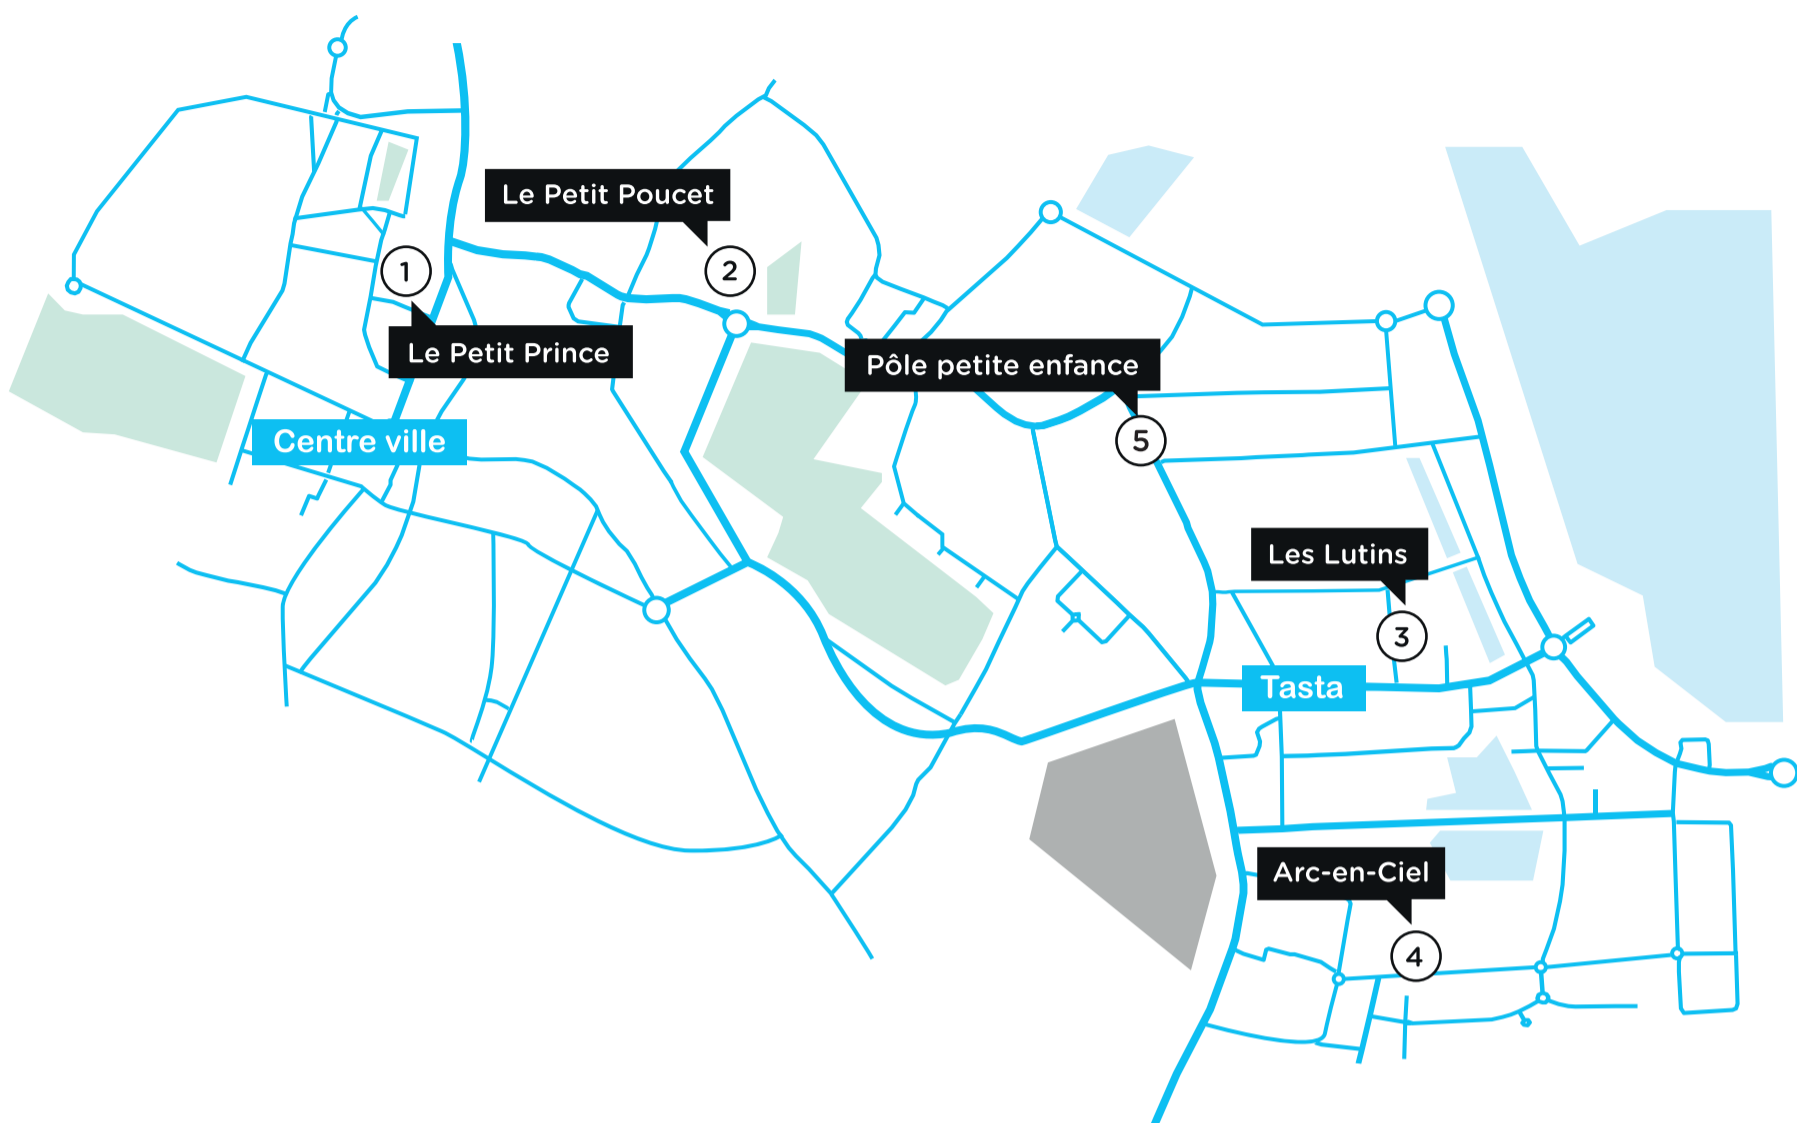 Le Petit Poucet
2
1
Le Petit Prince
Pôle petite enfance
5
Centre ville
Les Lutins
3
Tasta
Arc-en-Ciel
4